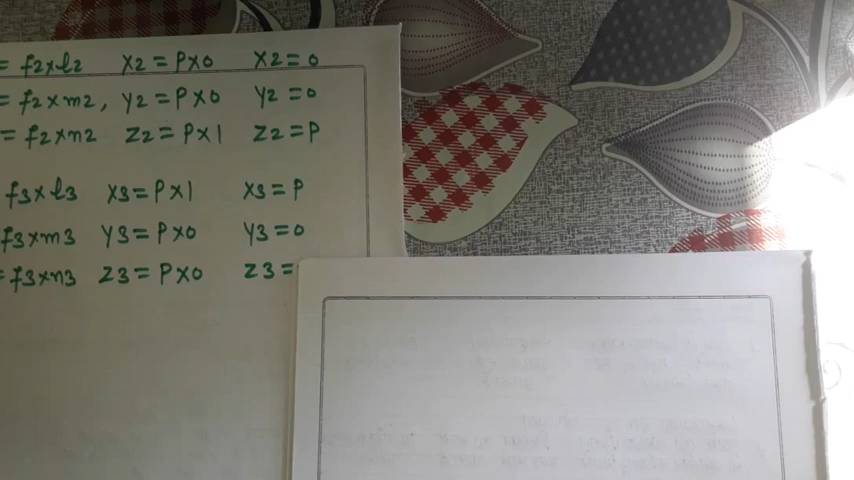 = f2×l2 X2 = P×0 X2 = 0
= f2×m2, Y2 = P×0 Y2 = 0
= f2×n2 Z2 = P×1 Z2 = P
f3×l3 X3 = P×1 X3 = P
f3×m3 Y3 = P×0 Y3 = 0
= f3×n3 Z3 = P×0 Z3 =